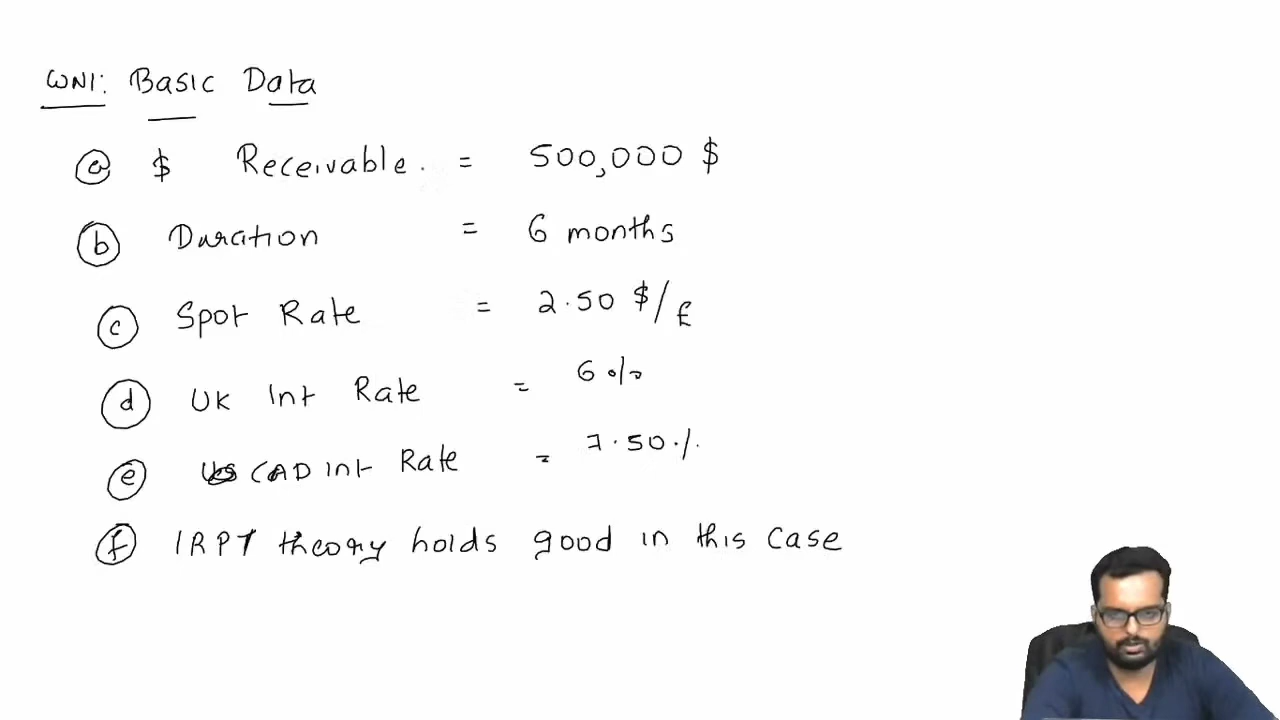 WN1: Basic Data
a $ Receivable. = 500,000 $
b Duration = 6 months
c Spot Rate = 2.50 $/£
d UK Int Rate = 6%
e CAD Int Rate = 7.50%
f IRPT theory holds good in this case